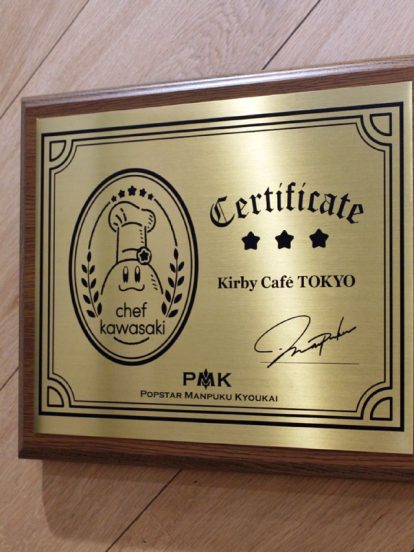 Certificate
Kirby Café TOKYO
chef
kawasaki
PMK
POPSTAR MANPUKU KYOUKAI